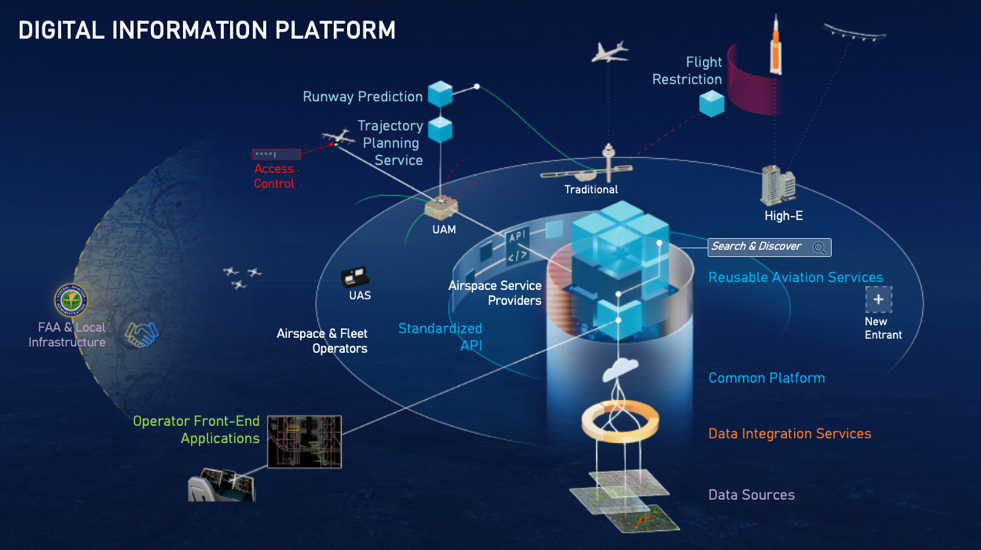 DIGITAL INFORMATION PLATFORM
Flight
Restriction
Runway Prediction
Trajectory
Planning
Service
Access
Control
Traditional
High-E
UAM
API
</>
Search & Discover
Reusable Aviation Services
Airspace Service
Providers
UAS
+
New
Entrant
FAA & Local
Infrastructure
Airspace & Fleet
Operators
Standardized
API
Common Platform
Operator Front-End
Applications
Data Integration Services
Data Sources